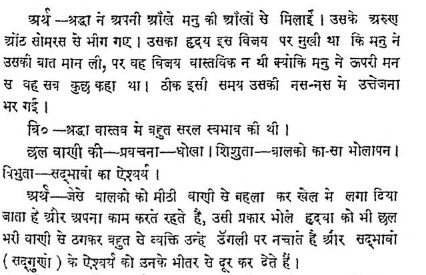 अर्थ—श्रद्धा ने अपनी आँखे मनु की आँखों से मिलाईं । उसके अरुण
ओंठ सोमरस से भीग गए । उसका हृदय इस विजय पर सुखी था कि मनु ने
उसकी बात मान ली, पर वह विजय वास्तविक न थी क्योकि मनु ने ऊपरी मन
स वह सब कुछ कहा था । ठीक इसी समय उसकी नस-नस मे उत्तेंजना
भर गई ।
वि०—श्रद्धा वास्तव मे बहुत सरल स्वभाव की थी ।
छल वाणी की—प्रवचना—धोखा । शिशुता—बालको का-सा भोलापन ।
विभुता—सद्भावो का ऐश्वर्य ।
अर्थ—जेसे बालको को मीठी वाणी से बहला कर खेल मे लगा दिया
जाता हे और अपना काम करते रहते हैं, उसी प्रकार भोले हृदया को भी छल
भरी वाणी से ठगकर बहुत से व्यक्ति उन्हे उँगली पर नचाते हैं और सद्भावो
(सद्गुणो) के ऐश्वर्य को उनके भीतर से दूर कर देते हैं ।